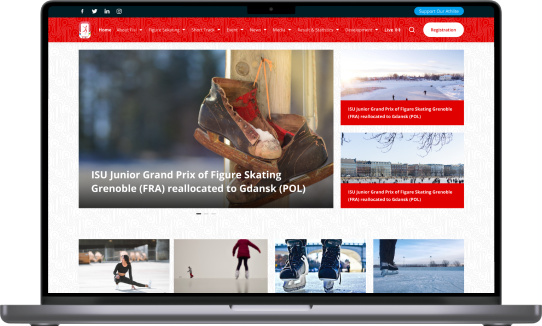 Support Our Article
Home About FSI Figure Skating Short Track Event News Media Result & Statistics Development Live Registration
ISU Junior Grand Prix of Figure Skating
Grenoble (FRA) reallocated to Gdansk (POL)
ISU Junior Grand Prix of Figure Skating Grenoble
(FRA) reallocated to Gdansk (POL)
ISU Junior Grand Prix of Figure Skating Grenoble
(FRA) reallocated to Gdansk (POL)